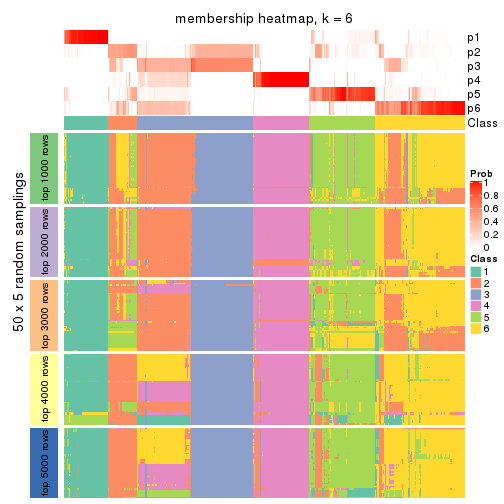 membership heatmap, k = 6
p1
p2
p3
p4
p5
p6
Class
50 x 5 random samplings
top 1000 rows
top 2000 rows
top 3000 rows
top 4000 rows
top 5000 rows
Prob
1
0.8
0.6
0.4
0.2
0
Class
1
2
3
4
5
6